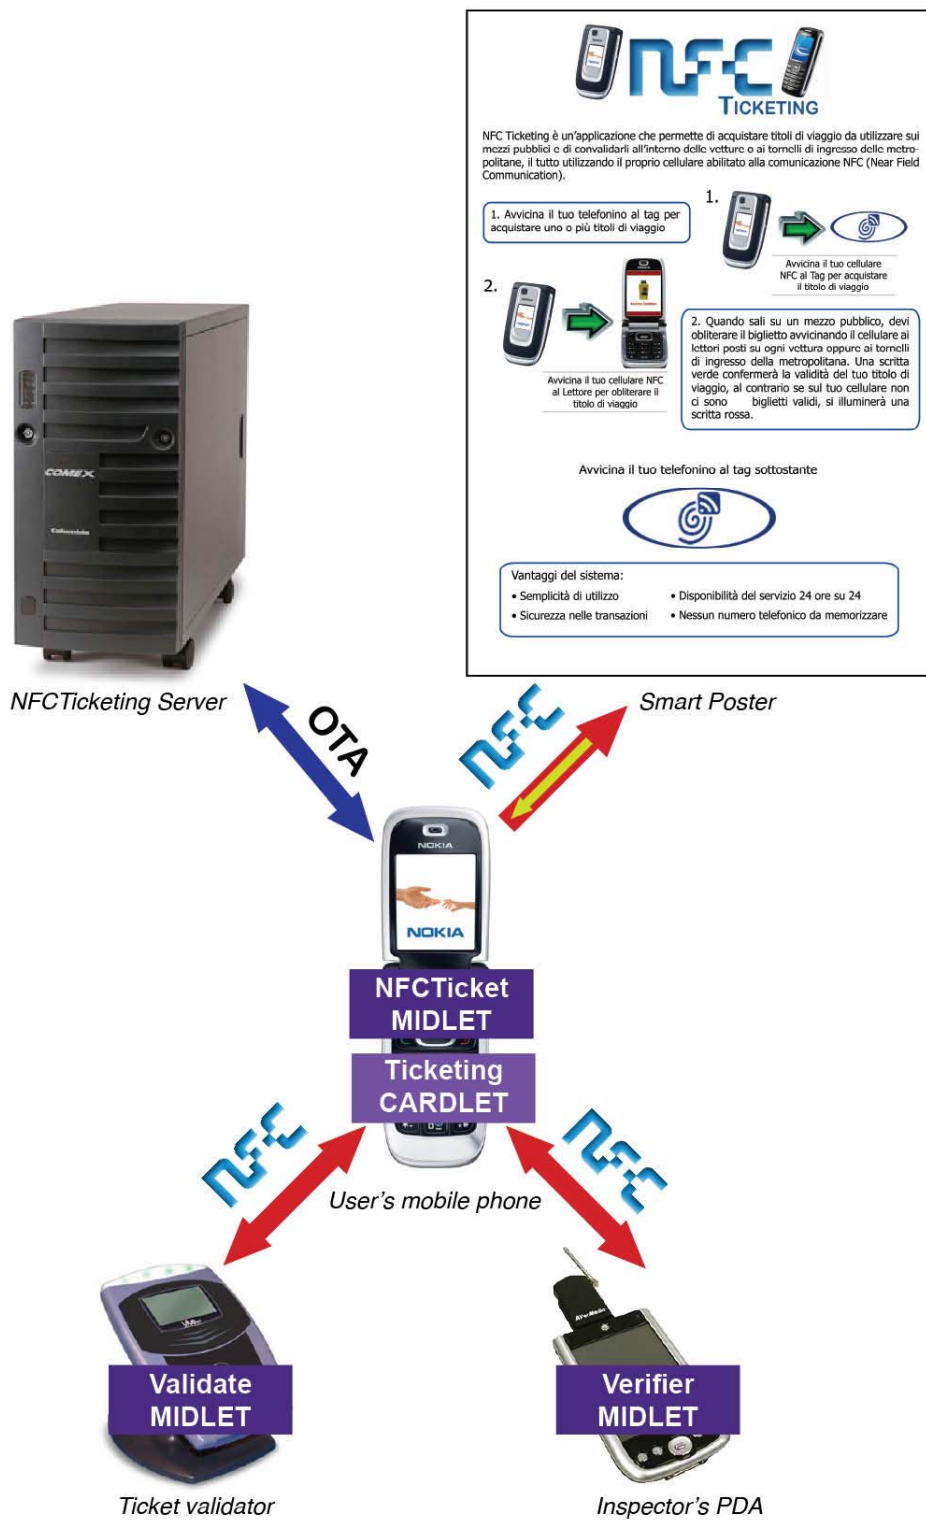 NFC
TICKETING
NFC Ticketing è un'applicazione che permette di acquistare titoli di viaggio da utilizzare sui
mezzi pubblici e di convalidarli all'interno delle vetture o ai tornelli di ingresso delle metro-
politane, il tutto utilizzando il proprio cellulare abilitato alla comunicazione NFC (Near Field
Communication).
1. Avvicina il tuo telefonino al tag per
acquistare uno o più titoli di viaggio
1.
Avvicina il tuo cellulare
NFC al Tag per acquistare
il titolo di viaggio
2.
Avvicina il tuo cellulare NFC
al Lettore per obliterare il
titolo di viaggio
2. Quando sali su un mezzo pubblico, devi
obliterare il biglietto avvicinando il cellulare ai
lettori posti su ogni vettura oppure ai tornelli
di ingresso della metropolitana. Una scritta
verde confermerà la validità del tuo titolo di
viaggio, al contrario se sul tuo cellulare non
ci sono biglietti validi, si illuminerà una
scritta rossa.
Avvicina il tuo telefonino al tag sottostante
Vantaggi del sistema:
• Semplicità di utilizzo
• Disponibilità del servizio 24 ore su 24
• Sicurezza nelle transazioni
• Nessun numero telefonico da memorizzare
COMEX
Columbia
NFCTicketing Server
Smart Poster
OTA
NFC
NOKIA
NOKIA
NFCTicket
MIDLET
Ticketing
CARDLET
NFC
NFC
User's mobile phone
AVerMedia
Validate
MIDLET
Verifier
MIDLET
Ticket validator
Inspector's PDA